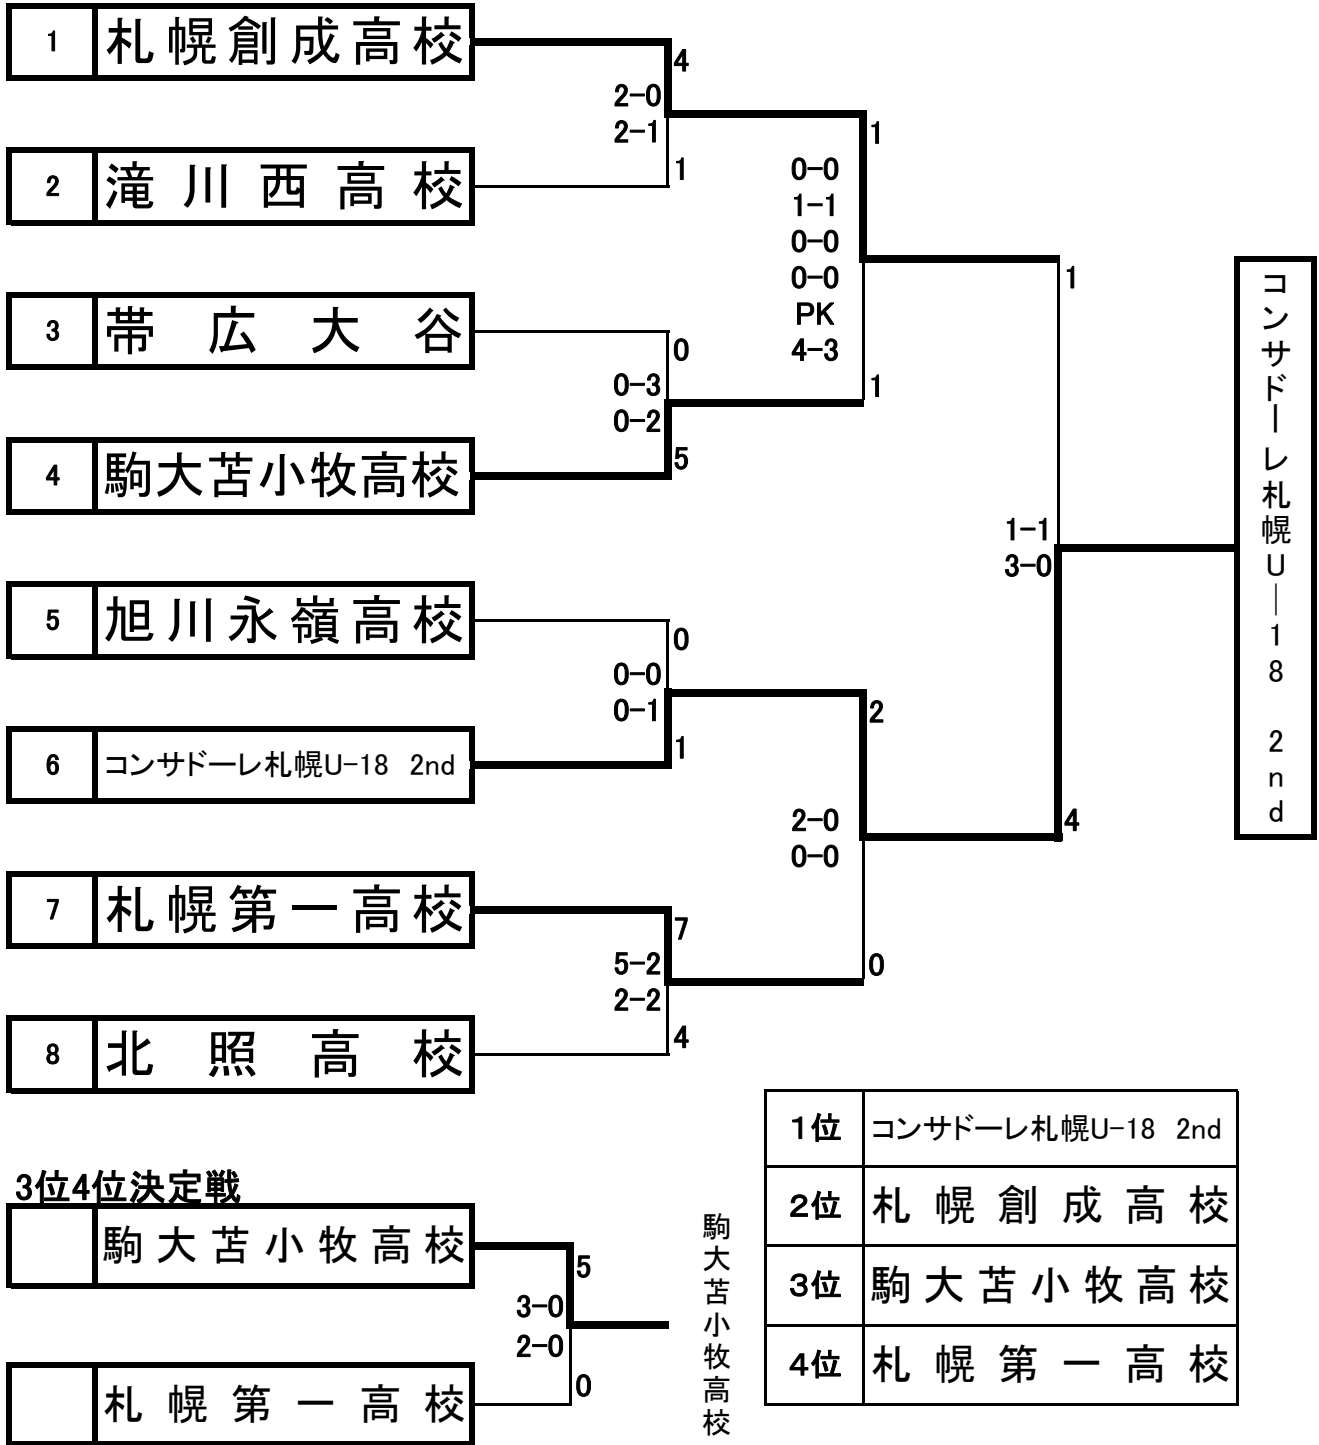 1 札幌創成高校
4
2-0
2-1
1
2 滝川西高校
1
0-0
1-1
0-0
0-0
PK
4-3
1
3 帯広大谷
0
0-3
0-2
5
4 駒大苫小牧高校
1
1-1
3-0
4
コンサドーレ札幌U－18　2nd
5 旭川永嶺高校
0
0-0
0-1
1
6 コンサドーレ札幌U-18　2nd
2
2-0
0-0
0
7 札幌第一高校
7
5-2
2-2
4
8 北照高校
3位4位決定戦
駒大苫小牧高校
5
3-0
2-0
0
札幌第一高校
駒大苫小牧高校
1位 コンサドーレ札幌U-18　2nd
2位 札幌創成高校
3位 駒大苫小牧高校
4位 札幌第一高校